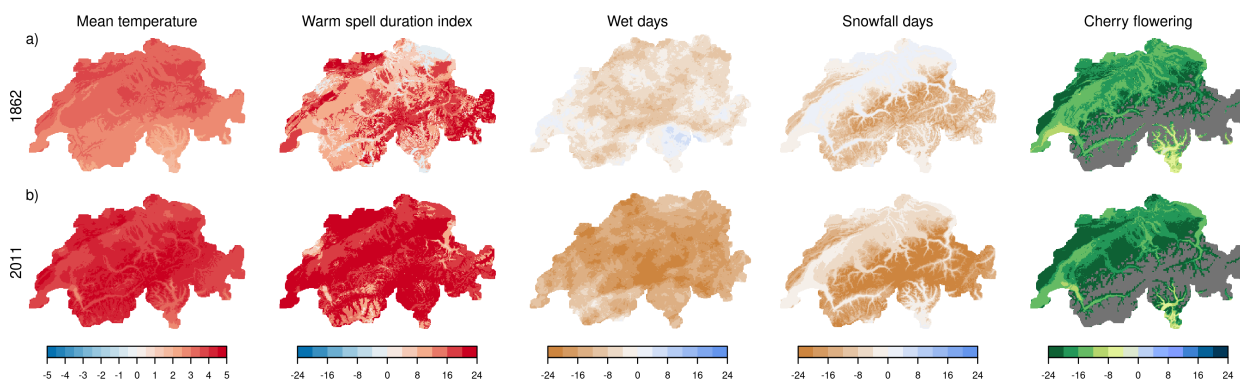 Mean temperature Warm spell duration index Wet days Snowfall days Cherry flowering
a)
1862
b)
2011
-5 -4 -3 -2 -1 0 1 2 3 4 5
-24 -16 -8 0 8 16 24
-24 -16 -8 0 8 16 24
-24 -16 -8 0 8 16 24
-24 -16 -8 0 8 16 24